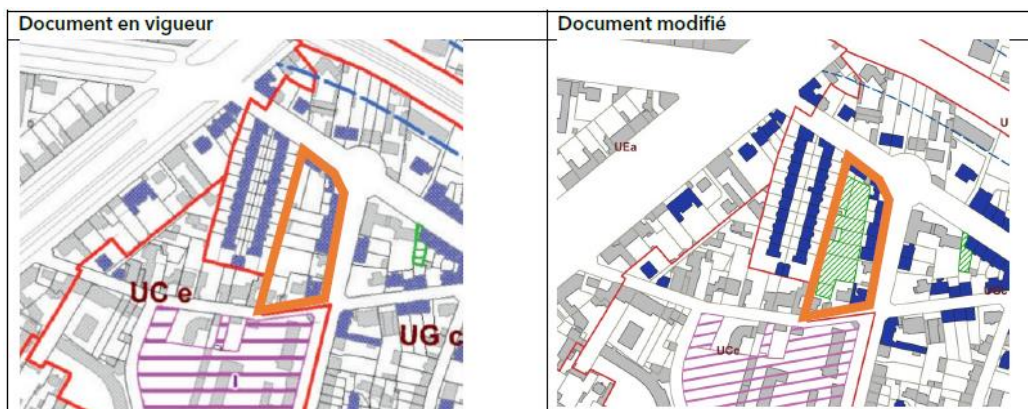 Document en vigueur
Document modifié
UEa
UC e
UG c
I
UCe
UGc
U